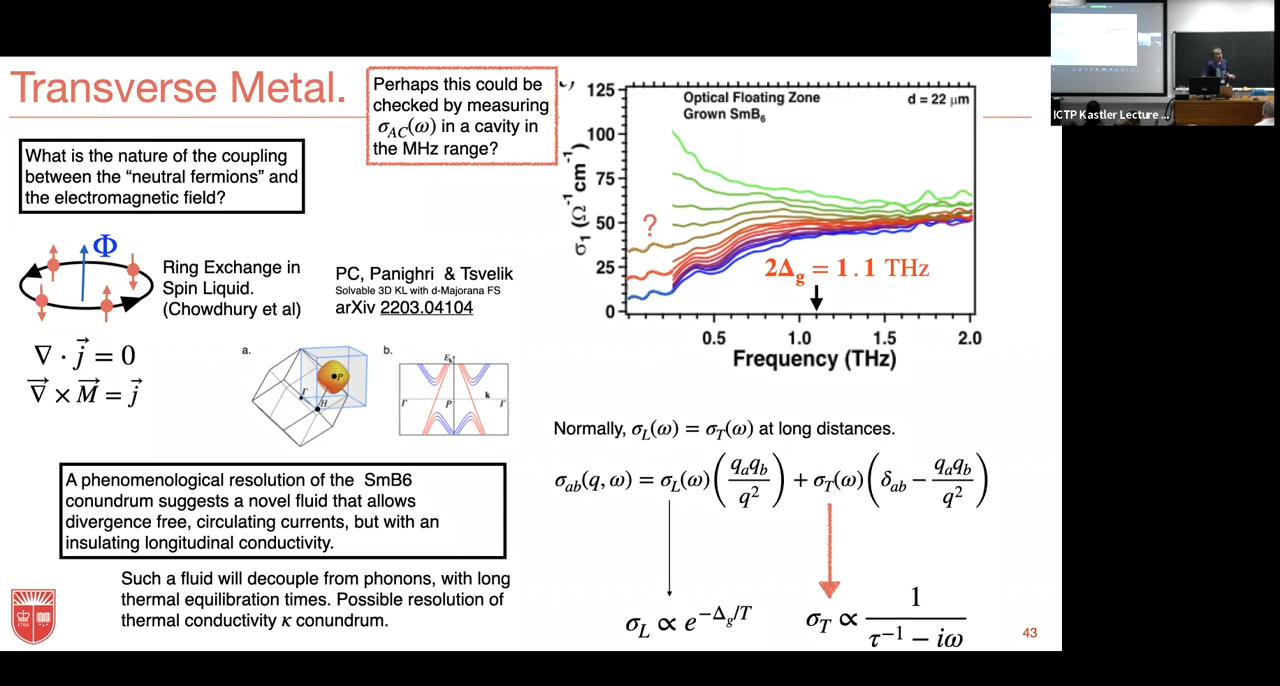 Transverse Metal.
Perhaps this could be
checked by measuring
σ_AC(ω) in a cavity in
the MHz range?
What is the nature of the coupling
between the “neutral fermions” and
the electromagnetic field?
Φ
Ring Exchange in
Spin Liquid.
(Chowdhury et al)
PC, Panighri & Tsvelik
Solvable 3D KL with d-Majorana FS
arXiv 2203.04104
∇ · j⃗ = 0
∇⃗ × M⃗ = j⃗
a.
P
Γ
H
b.
E_k
k
Γ
P
Γ
A phenomenological resolution of the SmB6
conundrum suggests a novel fluid that allows
divergence free, circulating currents, but with an
insulating longitudinal conductivity.
Such a fluid will decouple from phonons, with long
thermal equilibration times. Possible resolution of
thermal conductivity κ conundrum.
1766
Optical Floating Zone
Grown SmB₆
d = 22 μm
σ₁ (Ω⁻¹cm⁻¹)
125
100
75
50
25
0
?
2Δ_g = 1.1 THz
0.5 1.0 1.5 2.0
Frequency (THz)
Normally, σ_L(ω) = σ_T(ω) at long distances.
σ_ab(q, ω) = σ_L(ω) (q_a q_b / q²) + σ_T(ω) (δ_ab − q_a q_b / q²)
σ_L ∝ e^(−Δ_g/T)
σ_T ∝ 1 / (τ⁻¹ − iω)
43
ICTP Kastler Lecture ...